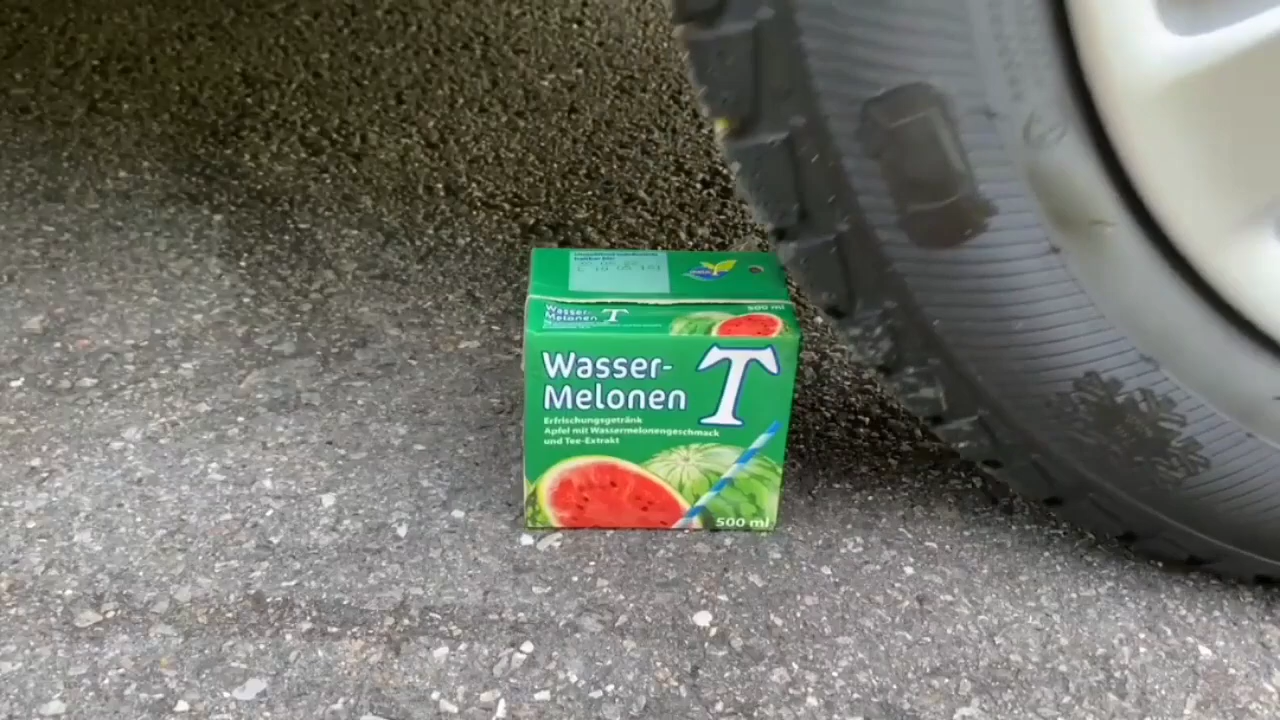 Wasser-
Melonen T
500 ml
Wasser-
Melonen T
Erfrischungsgetränk
Apfel mit Wassermelonengeschmack
und Tee-Extrakt
500 ml